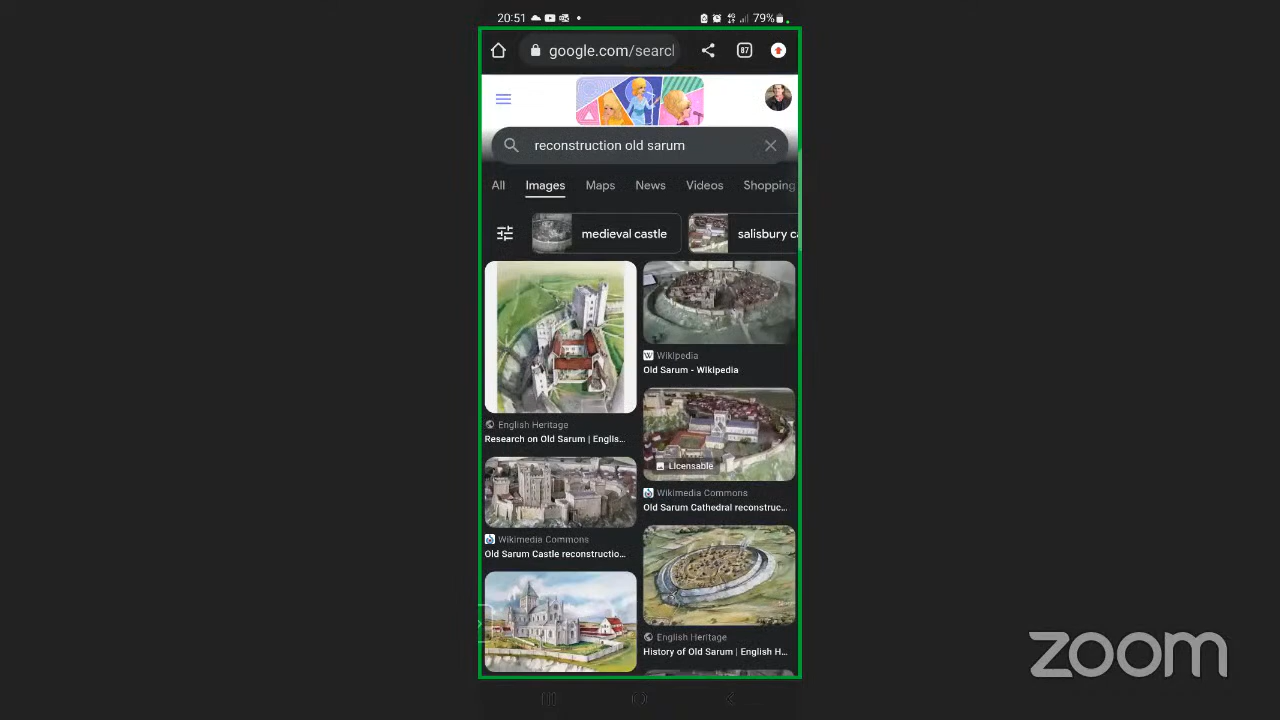 20:51 79%
google.com/searcl 87
reconstruction old sarum
All Images Maps News Videos Shopping
medieval castle salisbury ca
English Heritage
Research on Old Sarum | Englis...
Wikimedia Commons
Old Sarum Castle reconstructio...
Wikipedia
Old Sarum - Wikipedia
Licensable
Wikimedia Commons
Old Sarum Cathedral reconstruc...
English Heritage
History of Old Sarum | English H...
zoom